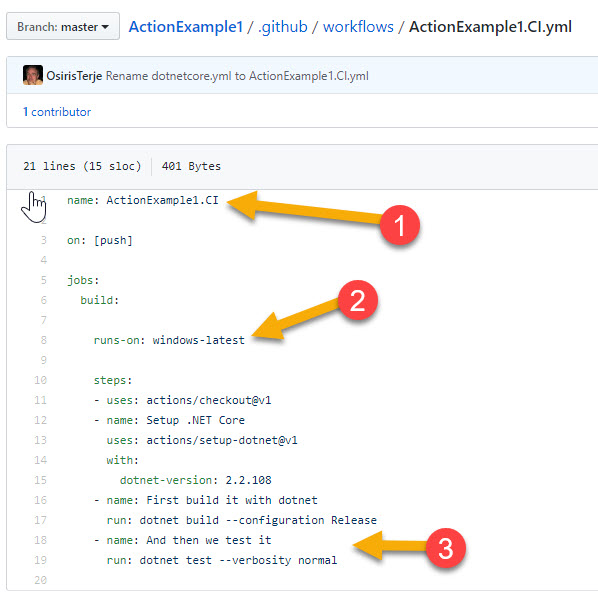 Branch: master
ActionExample1 / .github / workflows / ActionExample1.CI.yml
OsirisTerje Rename dotnetcore.yml to ActionExample1.CI.yml
1 contributor
21 lines (15 sloc) 401 Bytes
1 name: ActionExample1.CI
2
3 on: [push]
4
5 jobs:
6 build:
7
8 runs-on: windows-latest
9
10 steps:
11 - uses: actions/checkout@v1
12 - name: Setup .NET Core
13 uses: actions/setup-dotnet@v1
14 with:
15 dotnet-version: 2.2.108
16 - name: First build it with dotnet
17 run: dotnet build --configuration Release
18 - name: And then we test it
19 run: dotnet test --verbosity normal
20
1
2
3